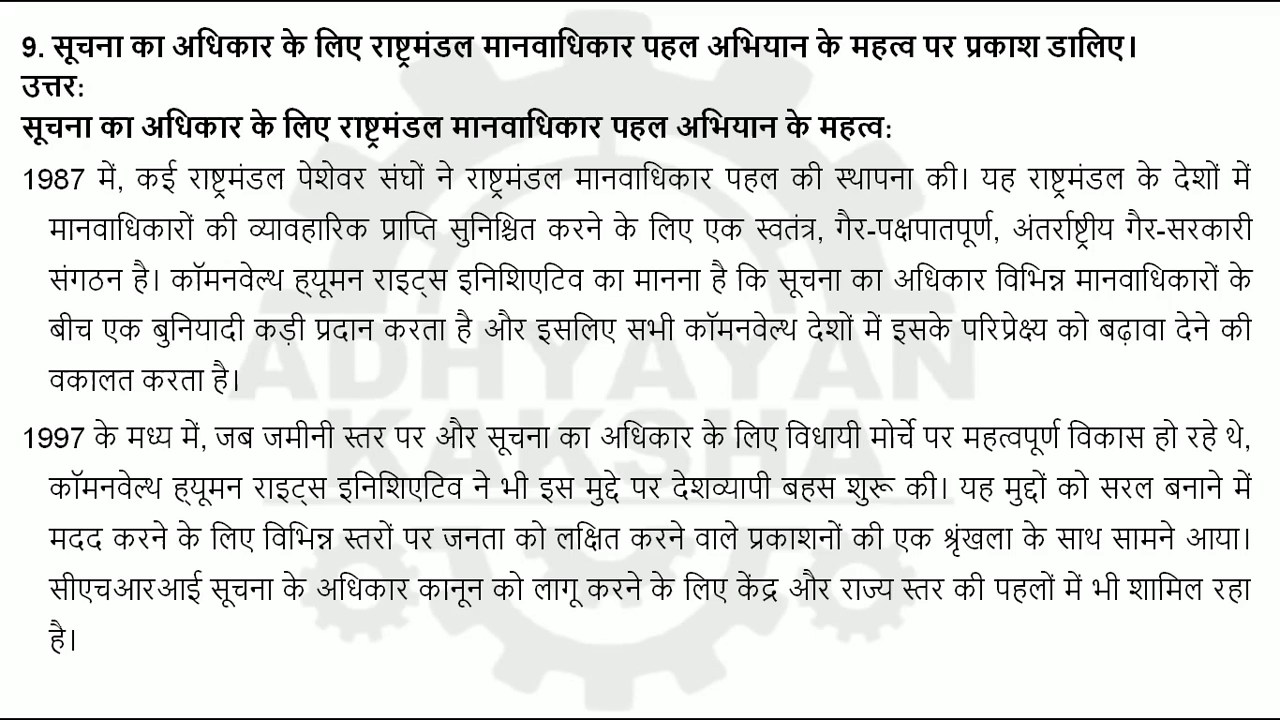 9. सूचना का अधिकार के लिए राष्ट्रमंडल मानवाधिकार पहल अभियान के महत्व पर प्रकाश डालिए।
उत्तर:
सूचना का अधिकार के लिए राष्ट्रमंडल मानवाधिकार पहल अभियान के महत्व:
1987 में, कई राष्ट्रमंडल पेशेवर संघों ने राष्ट्रमंडल मानवाधिकार पहल की स्थापना की। यह राष्ट्रमंडल के देशों में
मानवाधिकारों की व्यावहारिक प्राप्ति सुनिश्चित करने के लिए एक स्वतंत्र, गैर-पक्षपातपूर्ण, अंतर्राष्ट्रीय गैर-सरकारी
संगठन है। कॉमनवेल्थ ह्यूमन राइट्स इनिशिएटिव का मानना है कि सूचना का अधिकार विभिन्न मानवाधिकारों के
बीच एक बुनियादी कड़ी प्रदान करता है और इसलिए सभी कॉमनवेल्थ देशों में इसके परिप्रेक्ष्य को बढ़ावा देने की
वकालत करता है।
ADHYAYAN
KAKSHA
1997 के मध्य में, जब जमीनी स्तर पर और सूचना का अधिकार के लिए विधायी मोर्चे पर महत्वपूर्ण विकास हो रहे थे,
कॉमनवेल्थ ह्यूमन राइट्स इनिशिएटिव ने भी इस मुद्दे पर देशव्यापी बहस शुरू की। यह मुद्दों को सरल बनाने में
मदद करने के लिए विभिन्न स्तरों पर जनता को लक्षित करने वाले प्रकाशनों की एक श्रृंखला के साथ सामने आया।
सीएचआरआई सूचना के अधिकार कानून को लागू करने के लिए केंद्र और राज्य स्तर की पहलों में भी शामिल रहा
है।